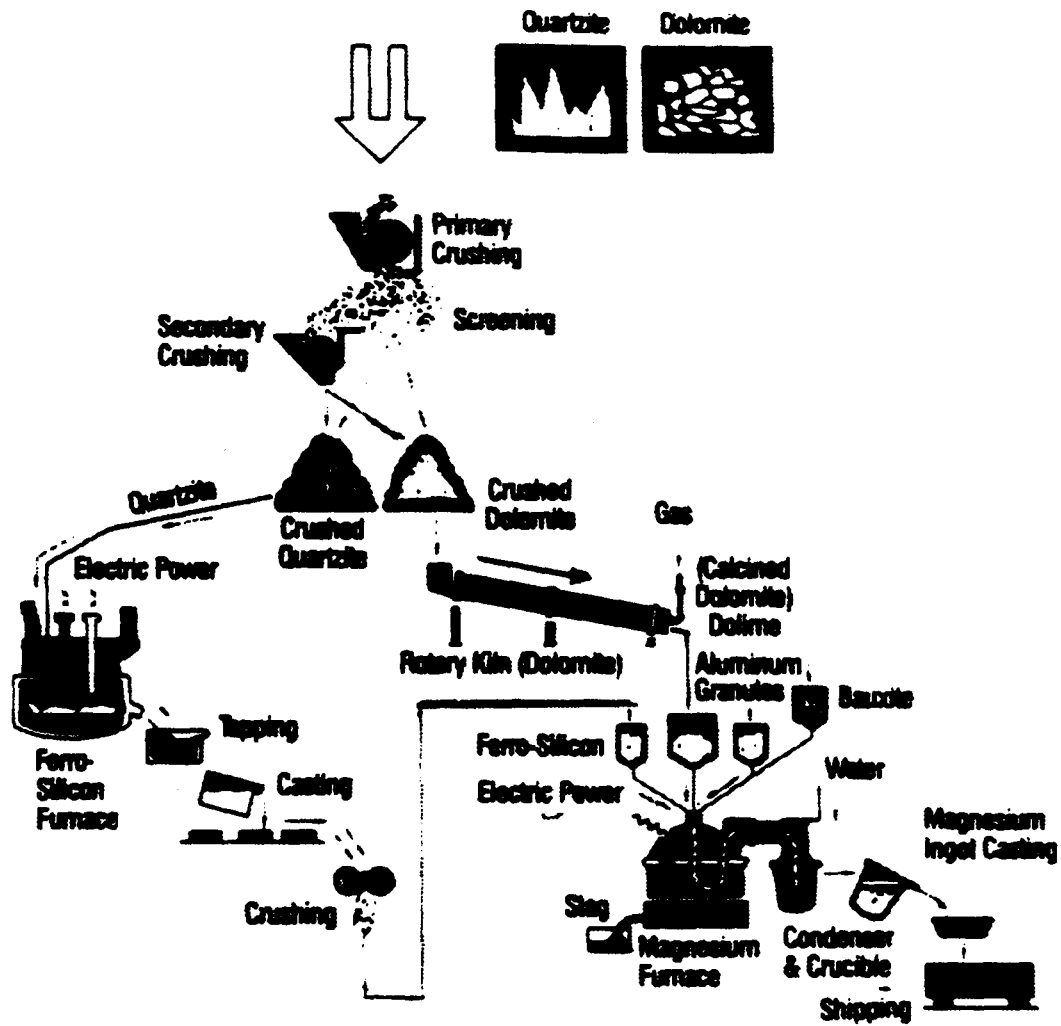 Quartzite
Dolomite
Primary
Crushing
Secondary
Crushing
Screening
Quartzite
Crushed
Quartzite
Crushed
Dolomite
Gas
Electric Power
(Calcined
Dolomite)
Dolime
Rotary Kiln (Dolomite)
Aluminum
Granules
Bauxite
Tapping
Ferro-Silicon
Water
Ferro-
Silicon
Furnace
Casting
Electric Power
Magnesium
Ingot Casting
Crushing
Slag
Magnesium
Furnace
Condenser
& Crucible
Shipping